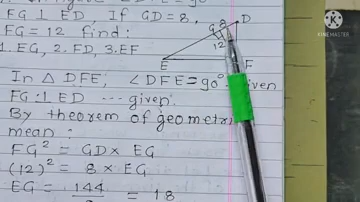 FG ⊥ ED If GD=8,
FG = 12 find:
1. EG, 2. FD, 3. EF
G 8 D
12
E F
In △ DFE, ∠DFE = 90° given
FG ⊥ ED --- given
By theorem of geometri
mean:
FG² = GD × EG
(12)² = 8 × EG
EG = 144 = 18